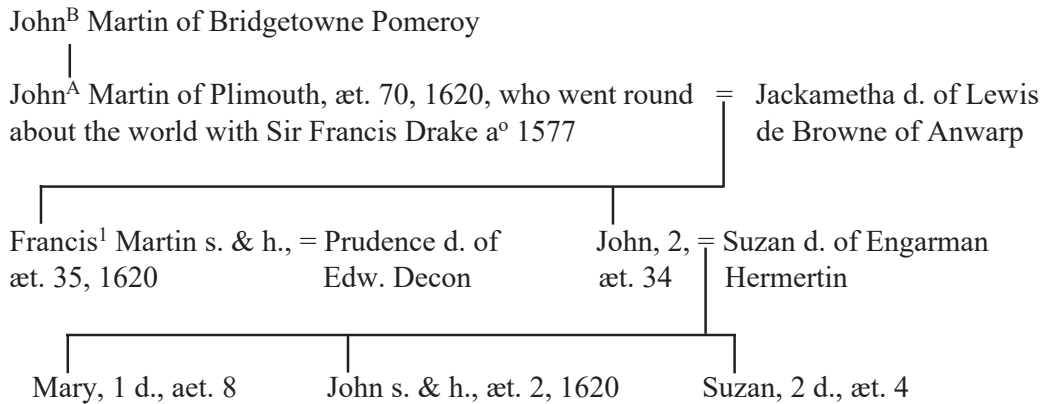 John^B Martin of Bridgetowne Pomeroy
John^A Martin of Plimouth, æt. 70, 1620, who went round = Jackametha d. of Lewis
about the world with Sir Francis Drake a° 1577 de Browne of Anwarp
Francis¹ Martin s. & h., = Prudence d. of John, 2, = Suzan d. of Engarman
æt. 35, 1620 Edw. Decon æt. 34 Hermertin
Mary, 1 d., aet. 8 John s. & h., æt. 2, 1620 Suzan, 2 d., æt. 4